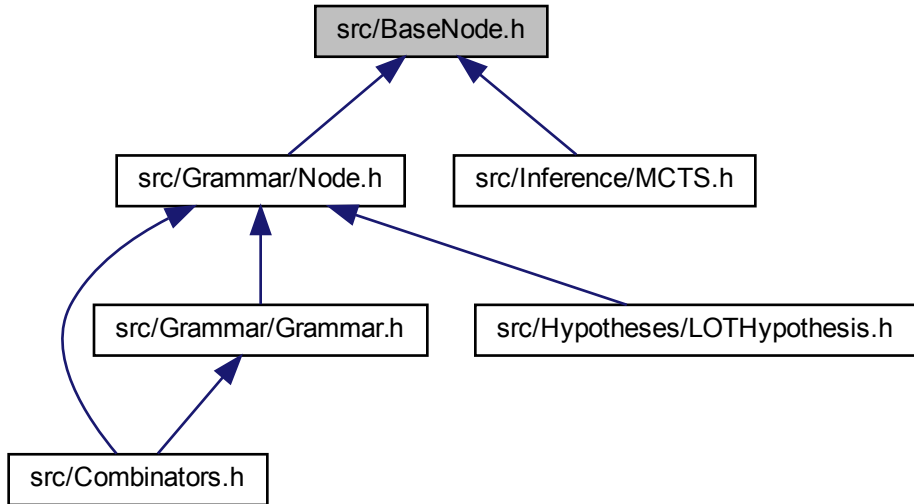 src/BaseNode.h
src/Grammar/Node.h
src/Inference/MCTS.h
src/Grammar/Grammar.h
src/Hypotheses/LOTHypothesis.h
src/Combinators.h